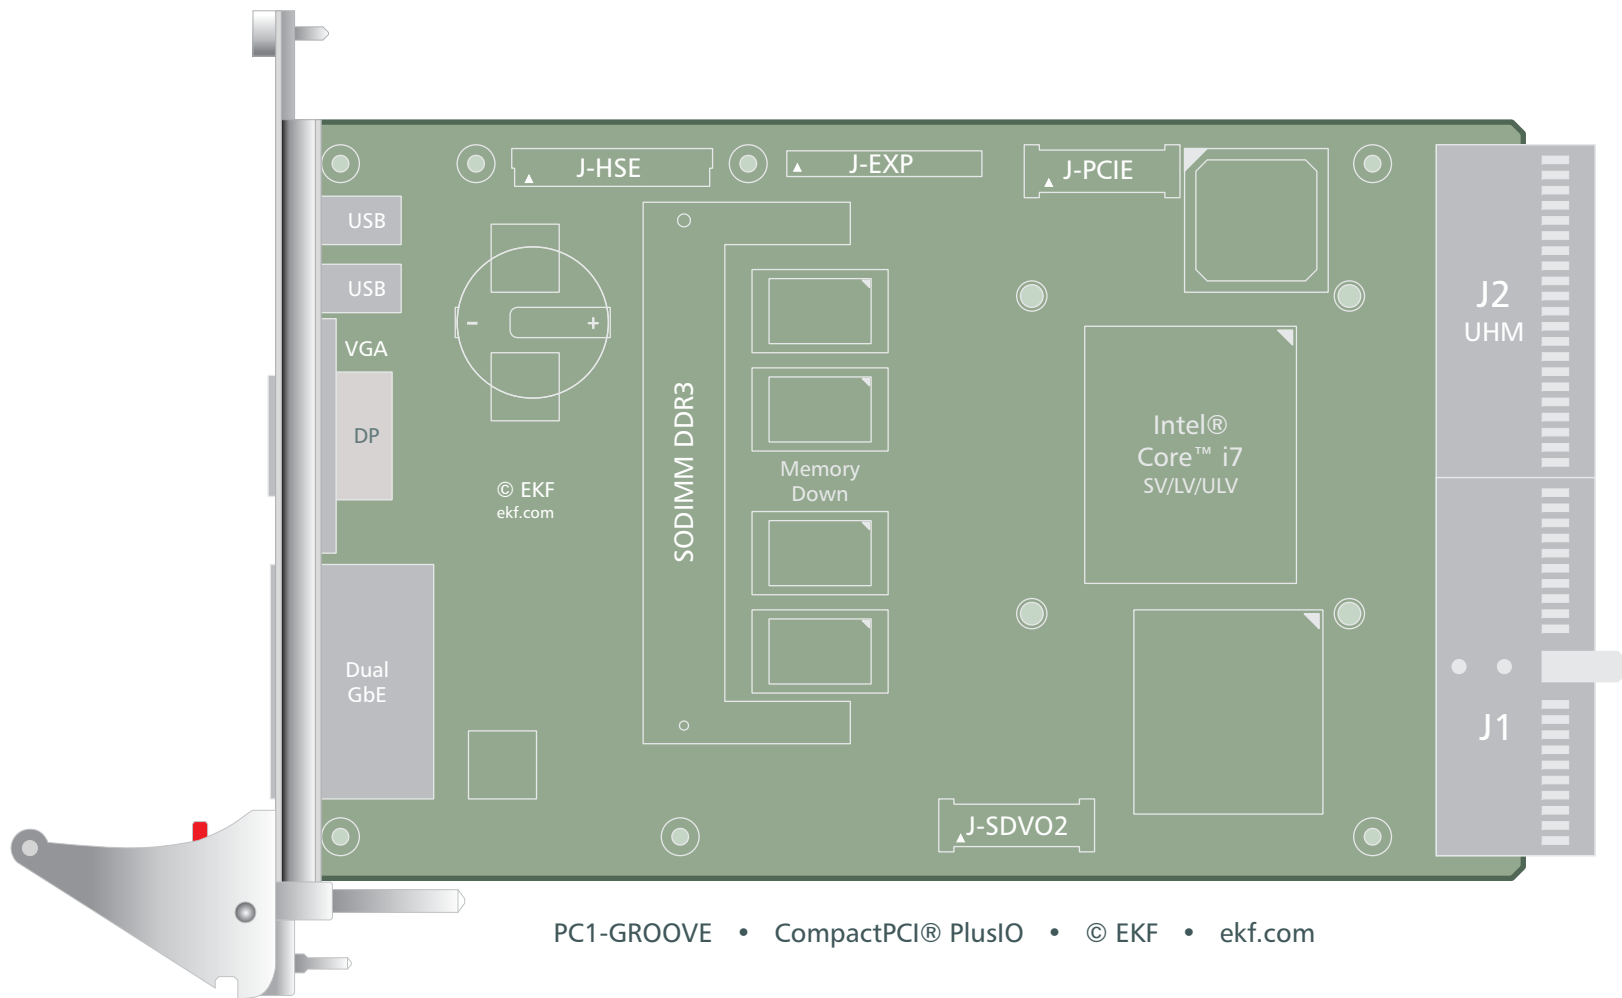 J-HSE
J-EXP
J-PCIE
USB
USB
VGA
DP
- +
© EKF
ekf.com
SODIMM DDR3
Memory
Down
Intel®
Core™ i7
SV/LV/ULV
J2
UHM
Dual
GbE
J1
J-SDVO2
PC1-GROOVE • CompactPCI® PlusIO • © EKF • ekf.com